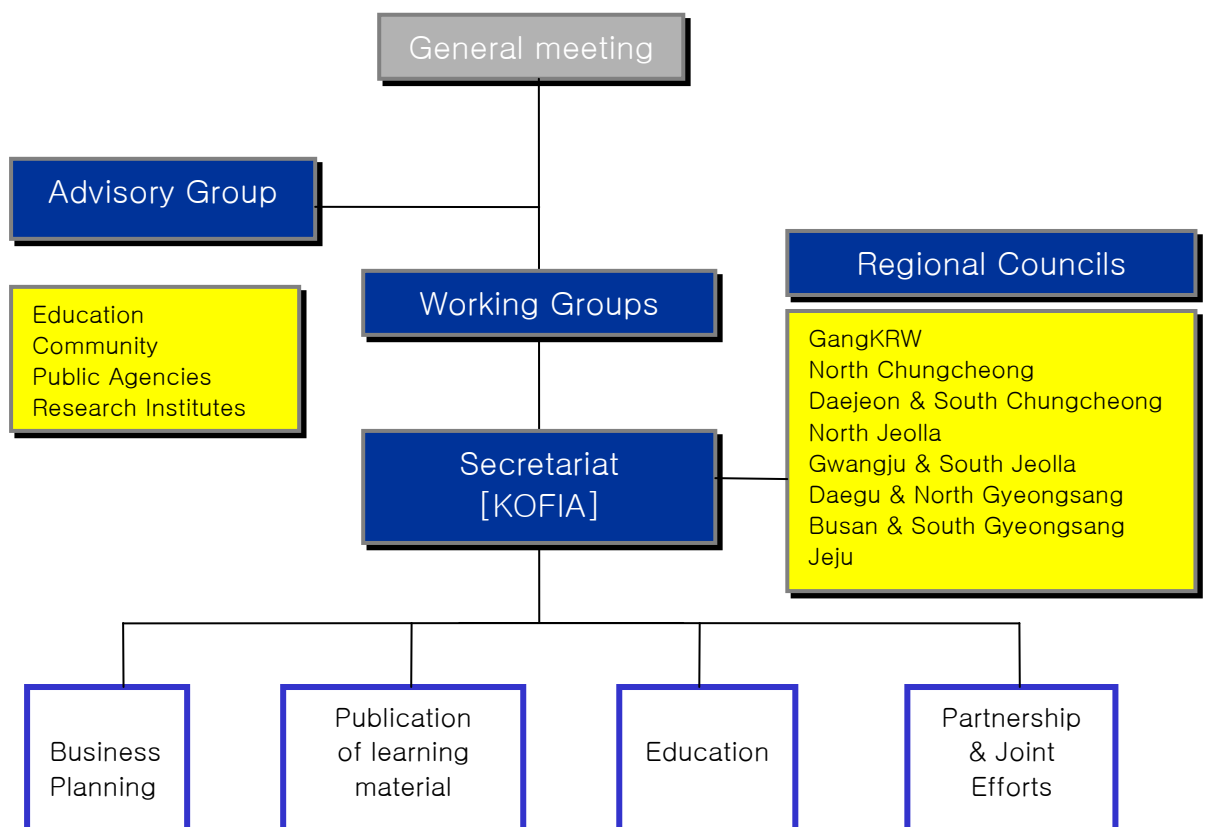 General meeting
Advisory Group
Education
Community
Public Agencies
Research Institutes
Working Groups
Regional Councils
GangKRW
North Chungcheong
Daejeon & South Chungcheong
North Jeolla
Gwangju & South Jeolla
Daegu & North Gyeongsang
Busan & South Gyeongsang
Jeju
Secretariat
[KOFIA]
Business
Planning
Publication
of learning
material
Education
Partnership
& Joint
Efforts